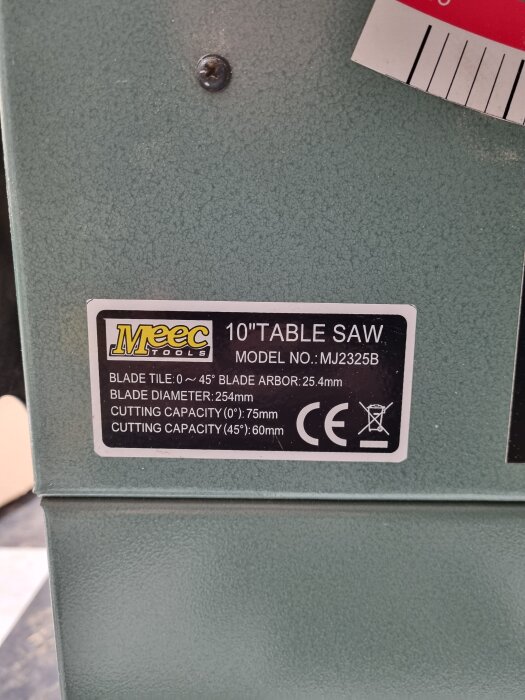 Meec
TOOLS
10"TABLE SAW
MODEL NO.:MJ2325B
BLADE TILE:0～45° BLADE ARBOR:25.4mm
BLADE DIAMETER:254mm
CUTTING CAPACITY(0°):75mm
CUTTING CAPACITY(45°):60mm
CE